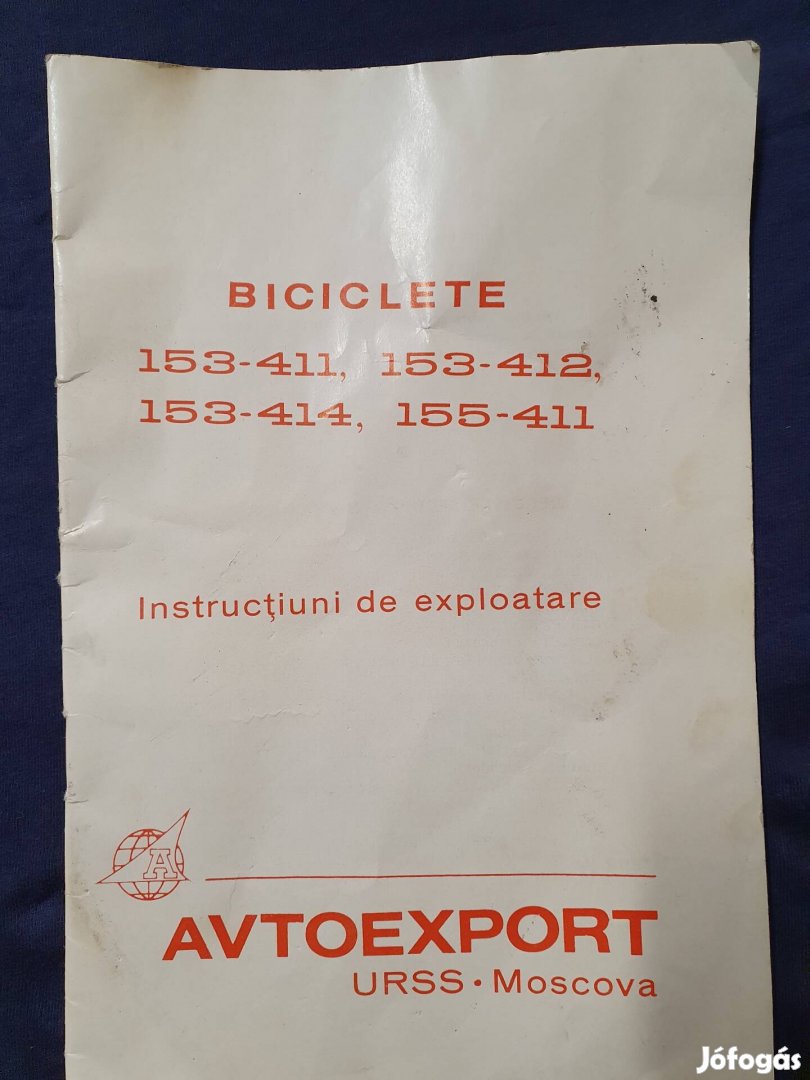 BICICLETE
153-411, 153-412,
153-414, 155-411
Instrucţiuni de exploatare
A
AVTOEXPORT
URSS · Moscova
Jófogás